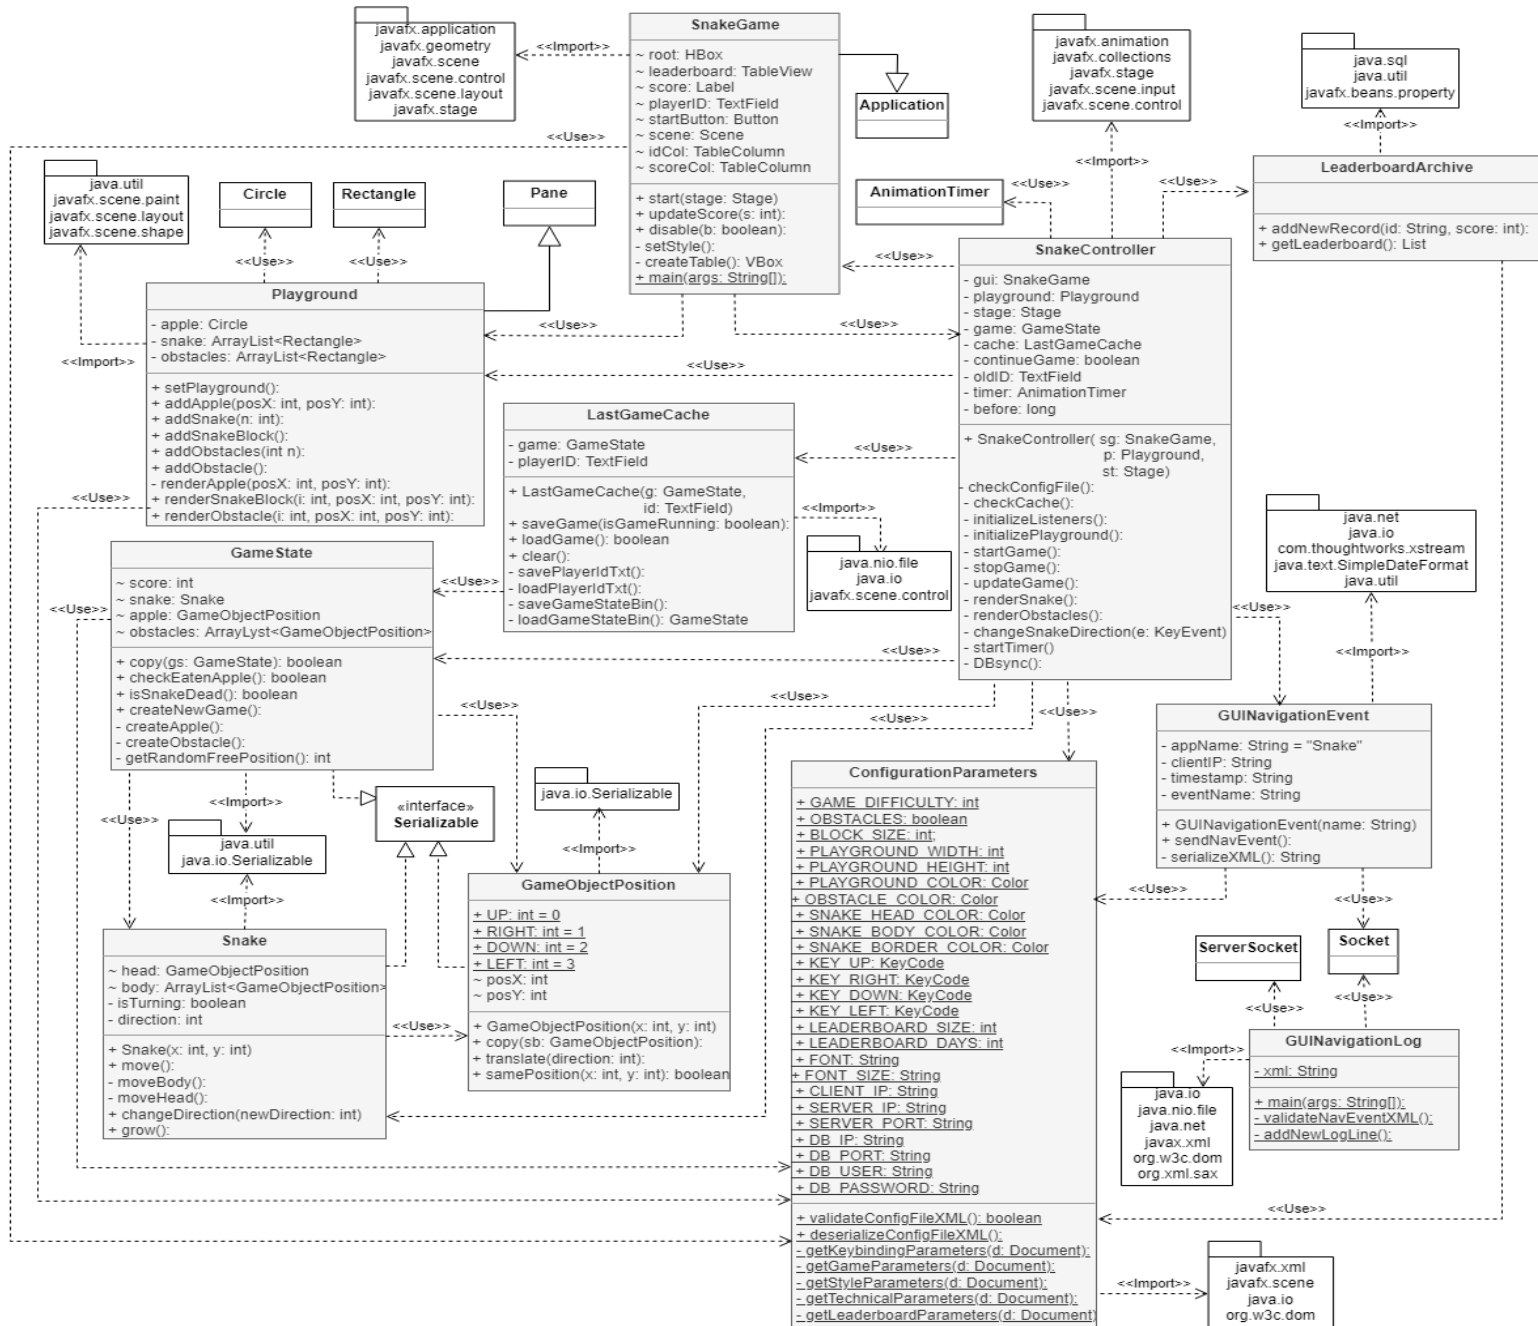 SnakeGame
~ root: HBox
~ leaderboard: TableView
~ score: Label
~ playerID: TextField
~ startButton: Button
~ scene: Scene
~ idCol: TableColumn
~ scoreCol: TableColumn
+ start(stage: Stage)
+ updateScore(s: int):
+ disable(b: boolean):
- setStyle():
- createTable(): VBox
+ main(args: String[]):
javafx.application
javafx.geometry
javafx.scene
javafx.scene.control
javafx.scene.layout
javafx.stage
<<Import>>
Application
javafx.animation
javafx.collections
javafx.stage
javafx.scene.input
javafx.scene.control
<<Import>>
java.sql
java.util
javafx.beans.property
<<Import>>
<<Use>>
LeaderboardArchive
+ addNewRecord(id: String, score: int):
+ getLeaderboard(): List
java.util
javafx.scene.paint
javafx.scene.layout
javafx.scene.shape
<<Import>>
Circle
<<Use>>
Rectangle
<<Use>>
Pane
AnimationTimer
<<Use>>
<<Use>>
<<Use>>
<<Use>>
<<Use>>
<<Use>>
Playground
- apple: Circle
- snake: ArrayList<Rectangle>
- obstacles: ArrayList<Rectangle>
+ setPlayground():
+ addApple(posX: int, posY: int):
+ addSnake(n: int):
+ addSnakeBlock():
+ addObstacles(int n):
+ addObstacle():
- renderApple(posX: int, posY: int):
+ renderSnakeBlock(i: int, posX: int, posY: int):
+ renderObstacle(i: int, posX: int, posY: int):
<<Use>>
SnakeController
- gui: SnakeGame
- playground: Playground
- stage: Stage
- game: GameState
- cache: LastGameCache
- continueGame: boolean
- oldID: TextField
- timer: AnimationTimer
- before: long
+ SnakeController( sg: SnakeGame,
p: Playground,
st: Stage)
- checkConfigFile():
- checkCache():
- initializeListeners():
- initializePlayground():
- startGame():
- stopGame():
- updateGame():
- renderSnake():
- renderObstacles():
- changeSnakeDirection(e: KeyEvent)
- startTimer()
- DBsync():
LastGameCache
- game: GameState
- playerID: TextField
+ LastGameCache(g: GameState,
id: TextField)
+ saveGame(isGameRunning: boolean):
+ loadGame(): boolean
+ clear():
- savePlayerIdTxt():
- loadPlayerIdTxt():
- saveGameStateBin():
- loadGameStateBin(): GameState
<<Use>>
<<Import>>
java.nio.file
java.io
javafx.scene.control
java.net
java.io
com.thoughtworks.xstream
java.text.SimpleDateFormat
java.util
<<Import>>
<<Use>>
GameState
~ score: int
~ snake: Snake
~ apple: GameObjectPosition
~ obstacles: ArrayLyst<GameObjectPosition>
+ copy(gs: GameState): boolean
+ checkEatenApple(): boolean
+ isSnakeDead(): boolean
+ createNewGame():
- createApple():
- createObstacle():
- getRandomFreePosition(): int
<<Use>>
<<Use>>
<<Use>>
<<Use>>
<<Use>>
<<Use>>
<<Use>>
<<Use>>
GUINavigationEvent
- appName: String = "Snake"
- clientIP: String
- timestamp: String
- eventName: String
+ GUINavigationEvent(name: String)
+ sendNavEvent():
- serializeXML(): String
<<Use>>
<<Use>>
<<Import>>
java.util
java.io.Serializable
<<Import>>
«interface»
Serializable
java.io.Serializable
<<Import>>
GameObjectPosition
+ UP: int = 0
+ RIGHT: int = 1
+ DOWN: int = 2
+ LEFT: int = 3
~ posX: int
~ posY: int
+ GameObjectPosition(x: int, y: int)
+ copy(sb: GameObjectPosition):
+ translate(direction: int):
+ samePosition(x: int, y: int): boolean
Snake
~ head: GameObjectPosition
~ body: ArrayList<GameObjectPosition>
- isTurning: boolean
- direction: int
+ Snake(x: int, y: int)
+ move():
- moveBody():
- moveHead():
+ changeDirection(newDirection: int)
+ grow():
<<Use>>
ConfigurationParameters
+ GAME_DIFFICULTY: int
+ OBSTACLES: boolean
+ BLOCK_SIZE: int;
+ PLAYGROUND_WIDTH: int
+ PLAYGROUND_HEIGHT: int
+ PLAYGROUND_COLOR: Color
+ OBSTACLE_COLOR: Color
+ SNAKE_HEAD_COLOR: Color
+ SNAKE_BODY_COLOR: Color
+ SNAKE_BORDER_COLOR: Color
+ KEY_UP: KeyCode
+ KEY_RIGHT: KeyCode
+ KEY_DOWN: KeyCode
+ KEY_LEFT: KeyCode
+ LEADERBOARD_SIZE: int
+ LEADERBOARD_DAYS: int
+ FONT: String
+ FONT_SIZE: String
+ CLIENT_IP: String
+ SERVER_IP: String
+ SERVER_PORT: String
+ DB_IP: String
+ DB_PORT: String
+ DB_USER: String
+ DB_PASSWORD: String
+ validateConfigFileXML(): boolean
+ deserializeConfigFileXML():
- getKeybindingParameters(d: Document):
- getGameParameters(d: Document):
- getStyleParameters(d: Document):
- getTechnicalParameters(d: Document):
- getLeaderboardParameters(d: Document)
ServerSocket
Socket
<<Use>>
<<Use>>
<<Import>>
GUINavigationLog
- xml: String
+ main(args: String[]):
- validateNavEventXML():
- addNewLogLine():
java.io
java.nio.file
java.net
javax.xml
org.w3c.dom
org.xml.sax
<<Use>>
<<Import>>
javafx.xml
javafx.scene
java.io
org.w3c.dom